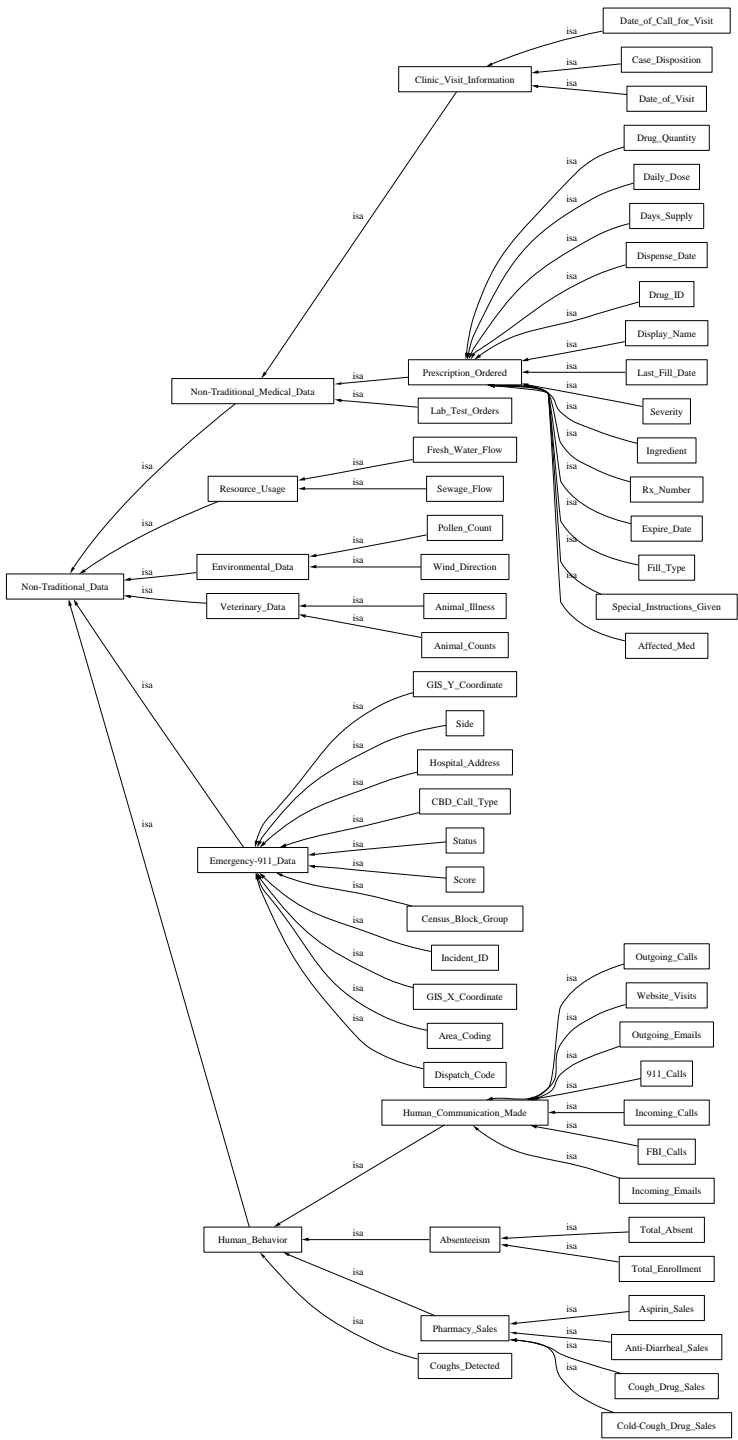 Date_of_Call_for_Visit
isa
Case_Disposition
isa
Clinic_Visit_Information
isa
Date_of_Visit
Drug_Quantity
isa
Daily_Dose
isa
isa
Days_Supply
isa
Dispense_Date
isa
Drug_ID
isa
isa
Display_Name
isa
Prescription_Ordered
Last_Fill_Date
isa
isa
Non-Traditional_Medical_Data
isa
Severity
isa
Lab_Test_Orders
isa
Ingredient
isa
Fresh_Water_Flow
isa
isa
Resource_Usage
isa
Sewage_Flow
isa
Rx_Number
isa
isa
Pollen_Count
isa
Expire_Date
isa
Environmental_Data
isa
Wind_Direction
isa
Fill_Type
isa
Non-Traditional_Data
isa
Veterinary_Data
isa
Animal_Illness
Special_Instructions_Given
isa
Animal_Counts
Affected_Med
isa
GIS_Y_Coordinate
isa
isa
Side
isa
Hospital_Address
isa
CBD_Call_Type
isa
isa
Status
isa
Emergency-911_Data
isa
Score
isa
Census_Block_Group
isa
Incident_ID
Outgoing_Calls
isa
isa
GIS_X_Coordinate
Website_Visits
isa
isa
Area_Coding
Outgoing_Emails
isa
isa
Dispatch_Code
911_Calls
isa
Human_Communication_Made
isa
Incoming_Calls
isa
FBI_Calls
isa
isa
Incoming_Emails
Human_Behavior
isa
Absenteeism
isa
Total_Absent
isa
Total_Enrollment
isa
Pharmacy_Sales
isa
Aspirin_Sales
isa
Anti-Diarrheal_Sales
isa
isa
Coughs_Detected
isa
Cough_Drug_Sales
Cold-Cough_Drug_Sales